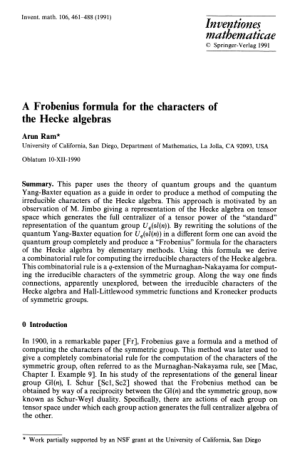 Invent. math. 106, 461-488 (1991)
Inventiones
mathematicae
© Springer-Verlag 1991
A Frobenius formula for the characters of
the Hecke algebras
Arun Ram*
University of California, San Diego, Department of Mathematics, La Jolla, CA 92093, USA
Oblatum 10-XII-1990
Summary. This paper uses the theory of quantum groups and the quantum
Yang-Baxter equation as a guide in order to produce a method of computing the
irreducible characters of the Hecke algebra. This approach is motivated by an
observation of M. Jimbo giving a representation of the Hecke algebra on tensor
space which generates the full centralizer of a tensor power of the "standard"
representation of the quantum group U_q(sl(n)). By rewriting the solutions of the
quantum Yang-Baxter equation for U_q(sl(n)) in a different form one can avoid the
quantum group completely and produce a "Frobenius" formula for the characters
of the Hecke algebra by elementary methods. Using this formula we derive
a combinatorial rule for computing the irreducible characters of the Hecke algebra.
This combinatorial rule is a q-extension of the Murnaghan-Nakayama for comput-
ing the irreducible characters of the symmetric group. Along the way one finds
connections, apparently unexplored, between the irreducible characters of the
Hecke algebra and Hall-Littlewood symmetric functions and Kronecker products
of symmetric groups.
0 Introduction
In 1900, in a remarkable paper [Fr], Frobenius gave a formula and a method of
computing the characters of the symmetric group. This method was later used to
give a completely combinatorial rule for the computation of the characters of the
symmetric group, often referred to as the Murnaghan-Nakayama rule, see [Mac,
Chapter I. Example 9]. In his study of the representations of the general linear
group Gl(n), I. Schur [Sc1,Sc2] showed that the Frobenius method can be
obtained by way of a reciprocity between the Gl(n) and the symmetric group, now
known as Schur-Weyl duality. Specifically, there are actions of each group on
tensor space under which each group action generates the full centralizer algebra of
the other.
* Work partially supported by an NSF grant at the University of California, San Diego